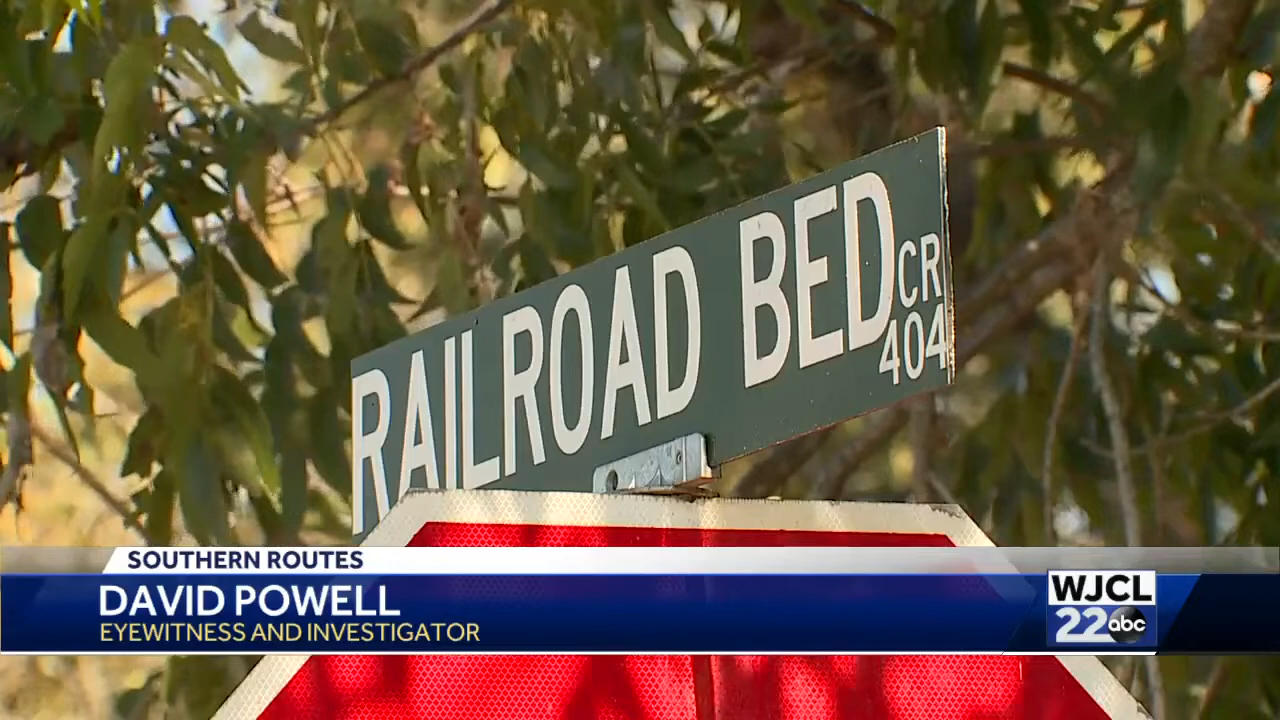 RAILROAD BED CR
404
SOUTHERN ROUTES
DAVID POWELL
EYEWITNESS AND INVESTIGATOR
WJCL
22 abc